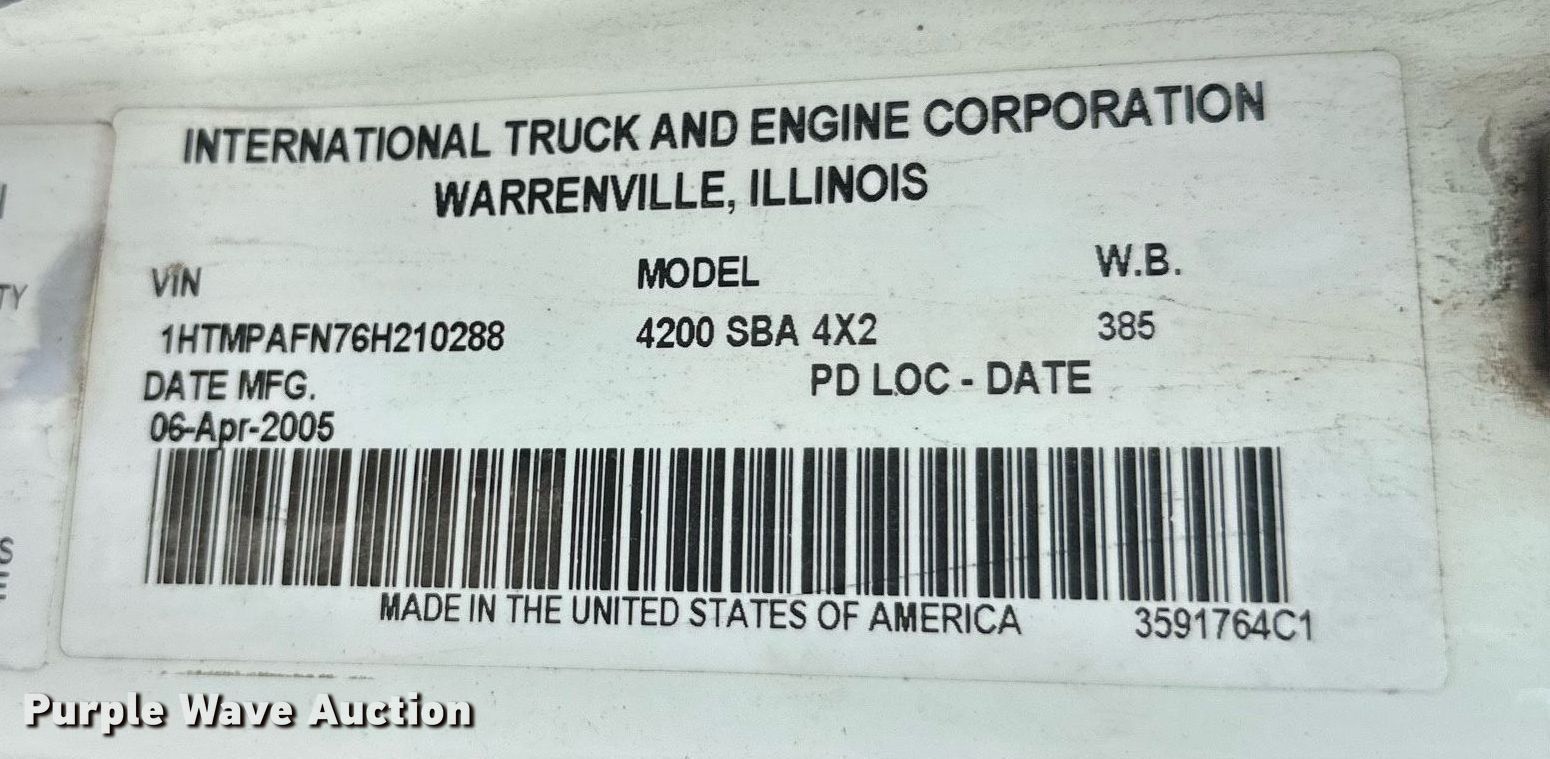 INTERNATIONAL TRUCK AND ENGINE CORPORATION
WARRENVILLE, ILLINOIS
VIN MODEL W.B.
1HTMPAFN76H210288 4200 SBA 4X2 385
DATE MFG. PD LOC - DATE
06-Apr-2005
MADE IN THE UNITED STATES OF AMERICA 3591764C1
TY
S
Purple Wave Auction